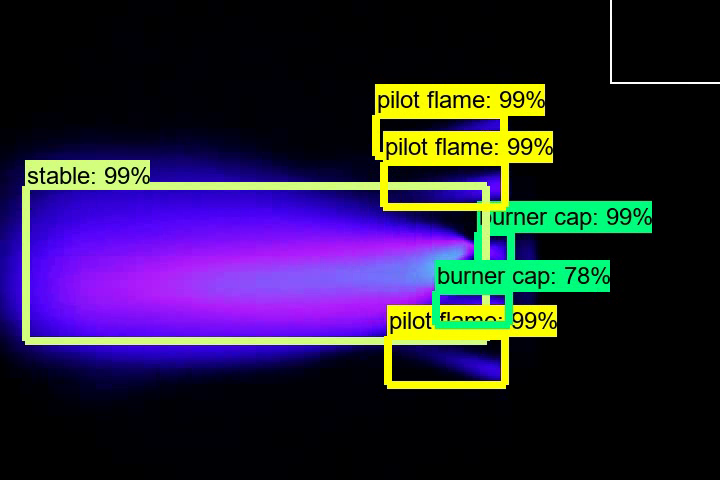 pilot flame: 99%
pilot flame: 99%
stable: 99%
burner cap: 99%
burner cap: 78%
pilot flame: 99%